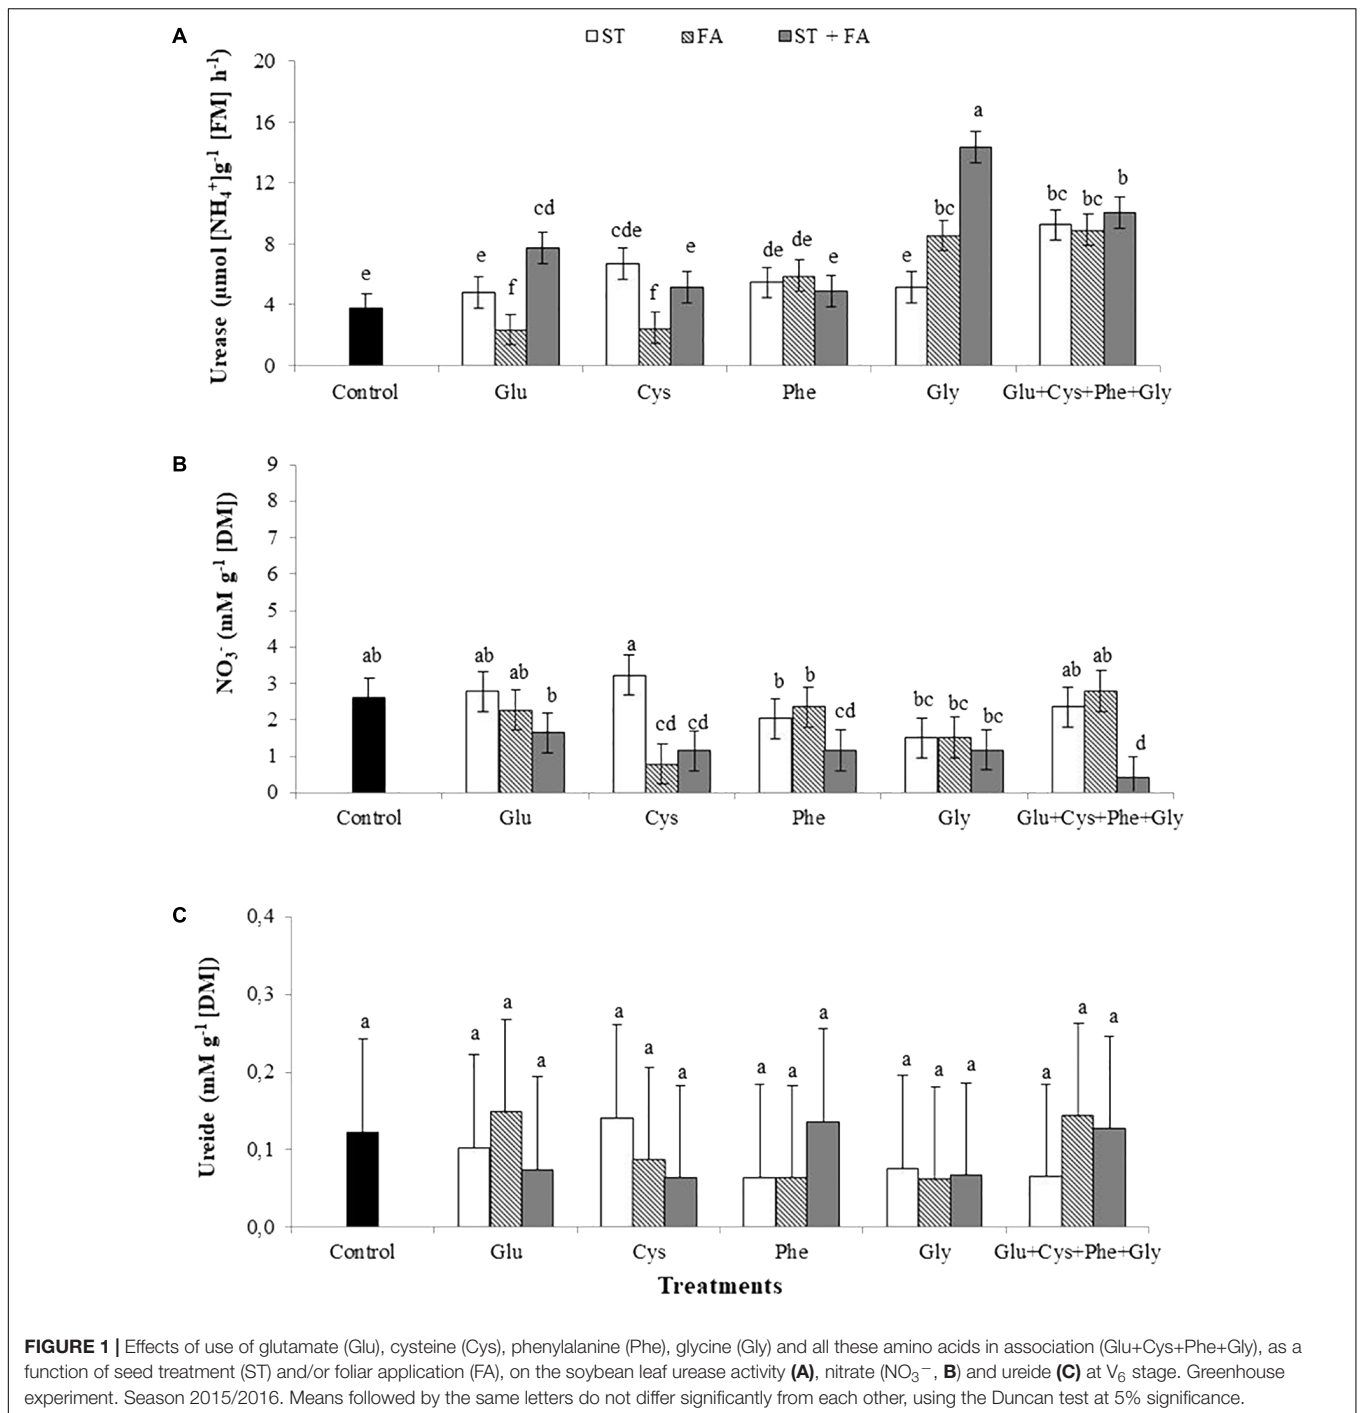 A
ST FA ST + FA
Urease (µmol [NH4+]g-1 [FM] h-1)
20
16
12
8
4
0
e
e f cd
cde f e
de de e
e bc a
bc bc b
Control Glu Cys Phe Gly Glu+Cys+Phe+Gly
B
NO3- (mM g-1 [DM])
9
8
7
6
5
4
3
2
1
0
ab
ab ab b
a cd cd
b b cd
bc bc bc
ab ab d
Control Glu Cys Phe Gly Glu+Cys+Phe+Gly
C
Ureide (mM g-1 [DM])
0,4
0,3
0,2
0,1
0,0
a
a a a
a a a
a a a
a a a
a a a
Control Glu Cys Phe Gly Glu+Cys+Phe+Gly
Treatments
FIGURE 1 | Effects of use of glutamate (Glu), cysteine (Cys), phenylalanine (Phe), glycine (Gly) and all these amino acids in association (Glu+Cys+Phe+Gly), as a
function of seed treatment (ST) and/or foliar application (FA), on the soybean leaf urease activity (A), nitrate (NO3−, B) and ureide (C) at V6 stage. Greenhouse
experiment. Season 2015/2016. Means followed by the same letters do not differ significantly from each other, using the Duncan test at 5% significance.